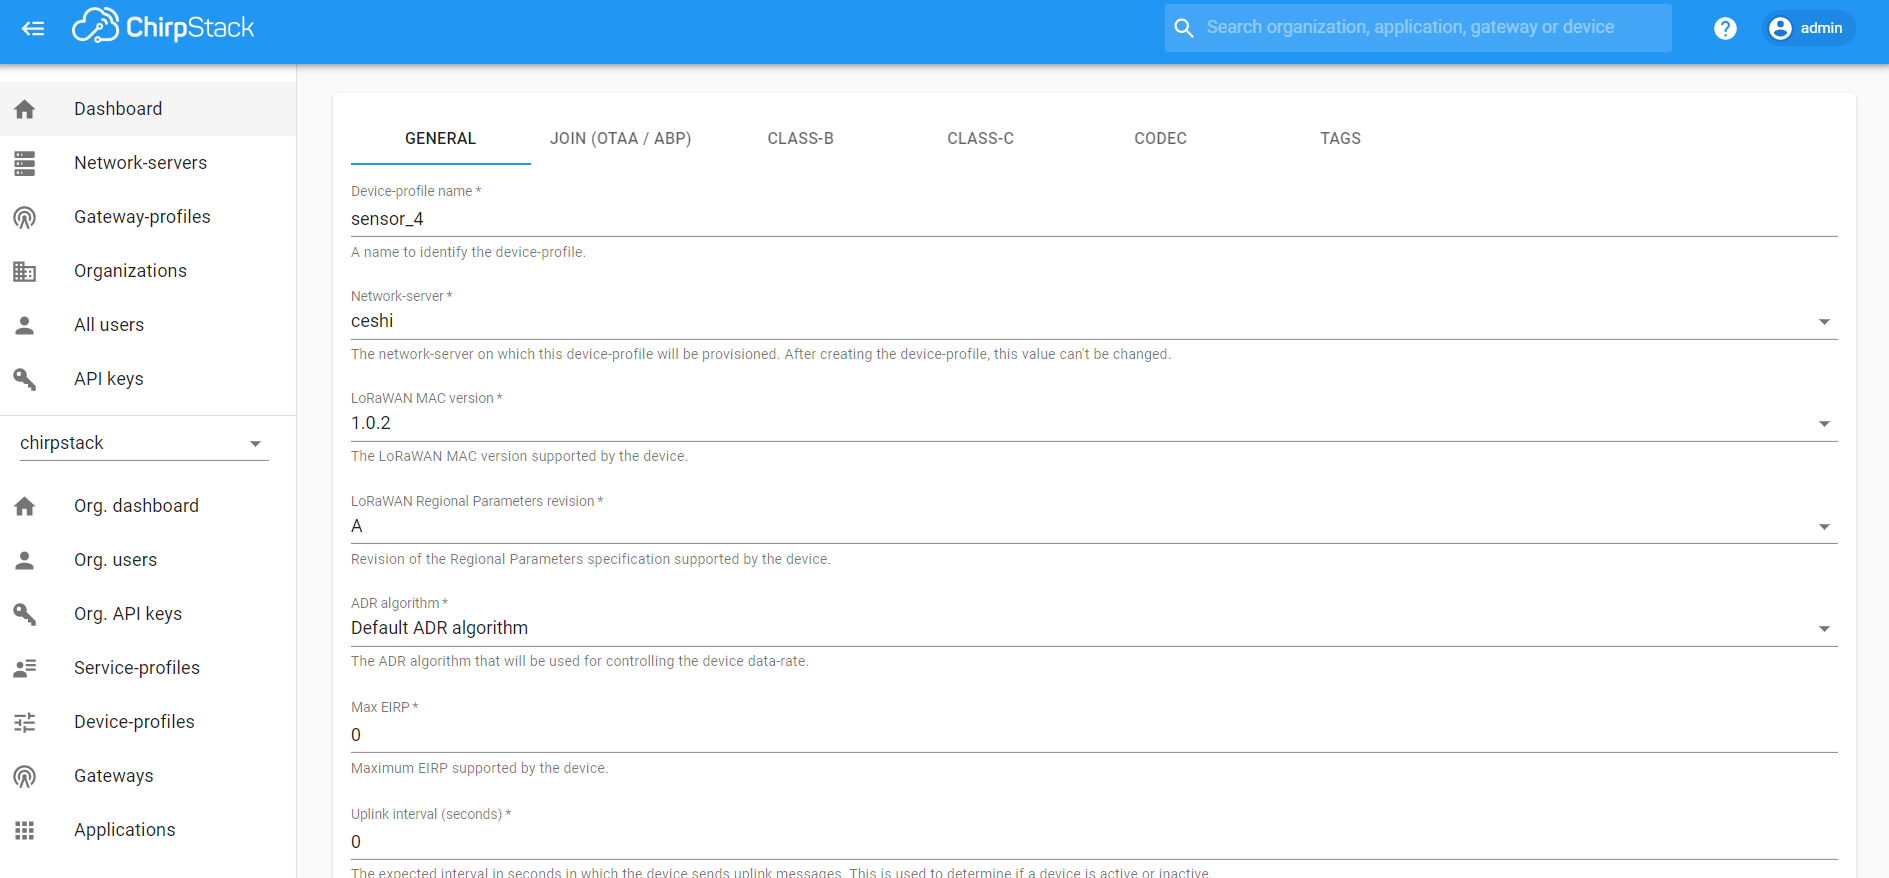 ChirpStack
Search organization, application, gateway or device
?
admin
Dashboard
Network-servers
Gateway-profiles
Organizations
All users
API keys
chirpstack
Org. dashboard
Org. users
Org. API keys
Service-profiles
Device-profiles
Gateways
Applications
GENERAL JOIN (OTAA / ABP) CLASS-B CLASS-C CODEC TAGS
Device-profile name *
sensor_4
A name to identify the device-profile.
Network-server *
ceshi
The network-server on which this device-profile will be provisioned. After creating the device-profile, this value can't be changed.
LoRaWAN MAC version *
1.0.2
The LoRaWAN MAC version supported by the device.
LoRaWAN Regional Parameters revision *
A
Revision of the Regional Parameters specification supported by the device.
ADR algorithm *
Default ADR algorithm
The ADR algorithm that will be used for controlling the device data-rate.
Max EIRP *
0
Maximum EIRP supported by the device.
Uplink interval (seconds) *
0
The expected interval in seconds in which the device sends uplink messages. This is used to determine if a device is active or inactive.